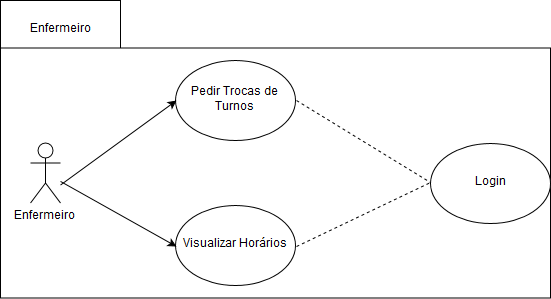 Enfermeiro
Pedir Trocas de
Turnos
Login
Enfermeiro
Visualizar Horários